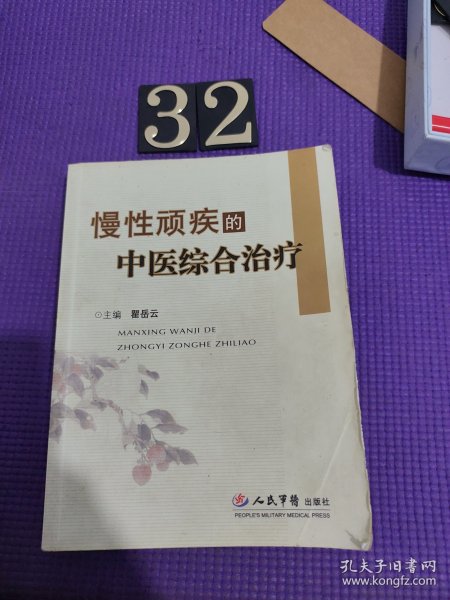 32
慢性顽疾的
中医综合治疗
⊙主编 瞿岳云
MANXING WANJI DE
ZHONGYI ZONGHE ZHILIAO
人民军医出版社
PEOPLE'S MILITARY MEDICAL PRESS
孔夫子旧书网
www.kongfz.com